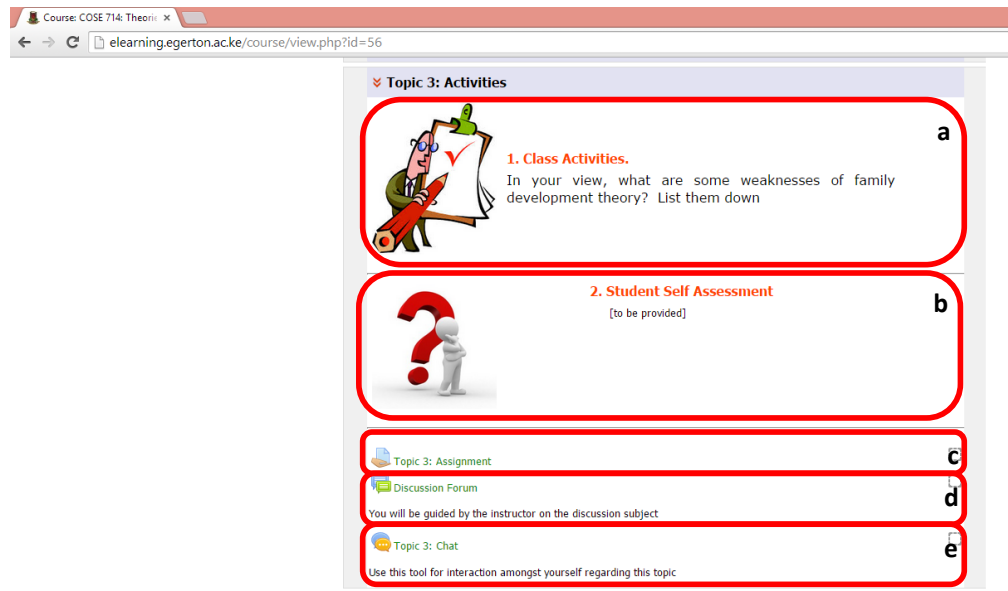 Course: COSE 714: Theorie
elearning.egerton.ac.ke/course/view.php?id=56
Topic 3: Activities
a
1. Class Activities.
In your view, what are some weaknesses of family
development theory? List them down
2. Student Self Assessment
b
[to be provided]
Topic 3: Assignment
c
Discussion Forum
d
You will be guided by the instructor on the discussion subject
Topic 3: Chat
e
Use this tool for interaction amongst yourself regarding this topic